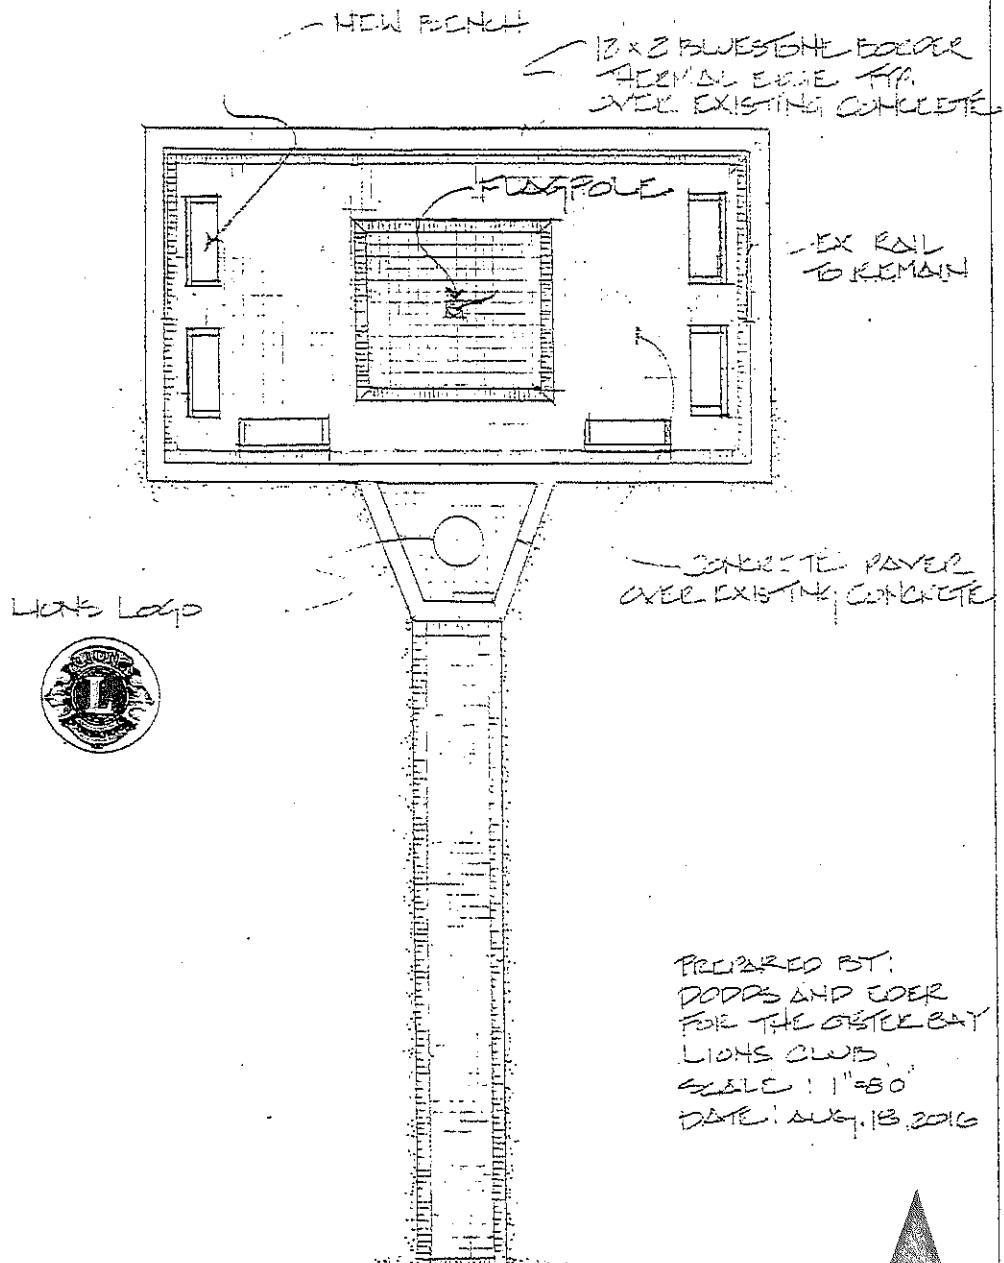 NEW BENCH
12 x 2 BLUESTONE BORDER
THERMAL EDGE TYP.
OVER EXISTING CONCRETE
FLAGPOLE
EX RAIL
TO REMAIN
CONCRETE PAVER
OVER EXISTING CONCRETE
LIONS LOGO
L
PREPARED BY:
DODDS AND EDER
FOR THE OYSTER BAY
LIONS CLUB
SCALE: 1"=80'
DATE: AUG. 18, 2016